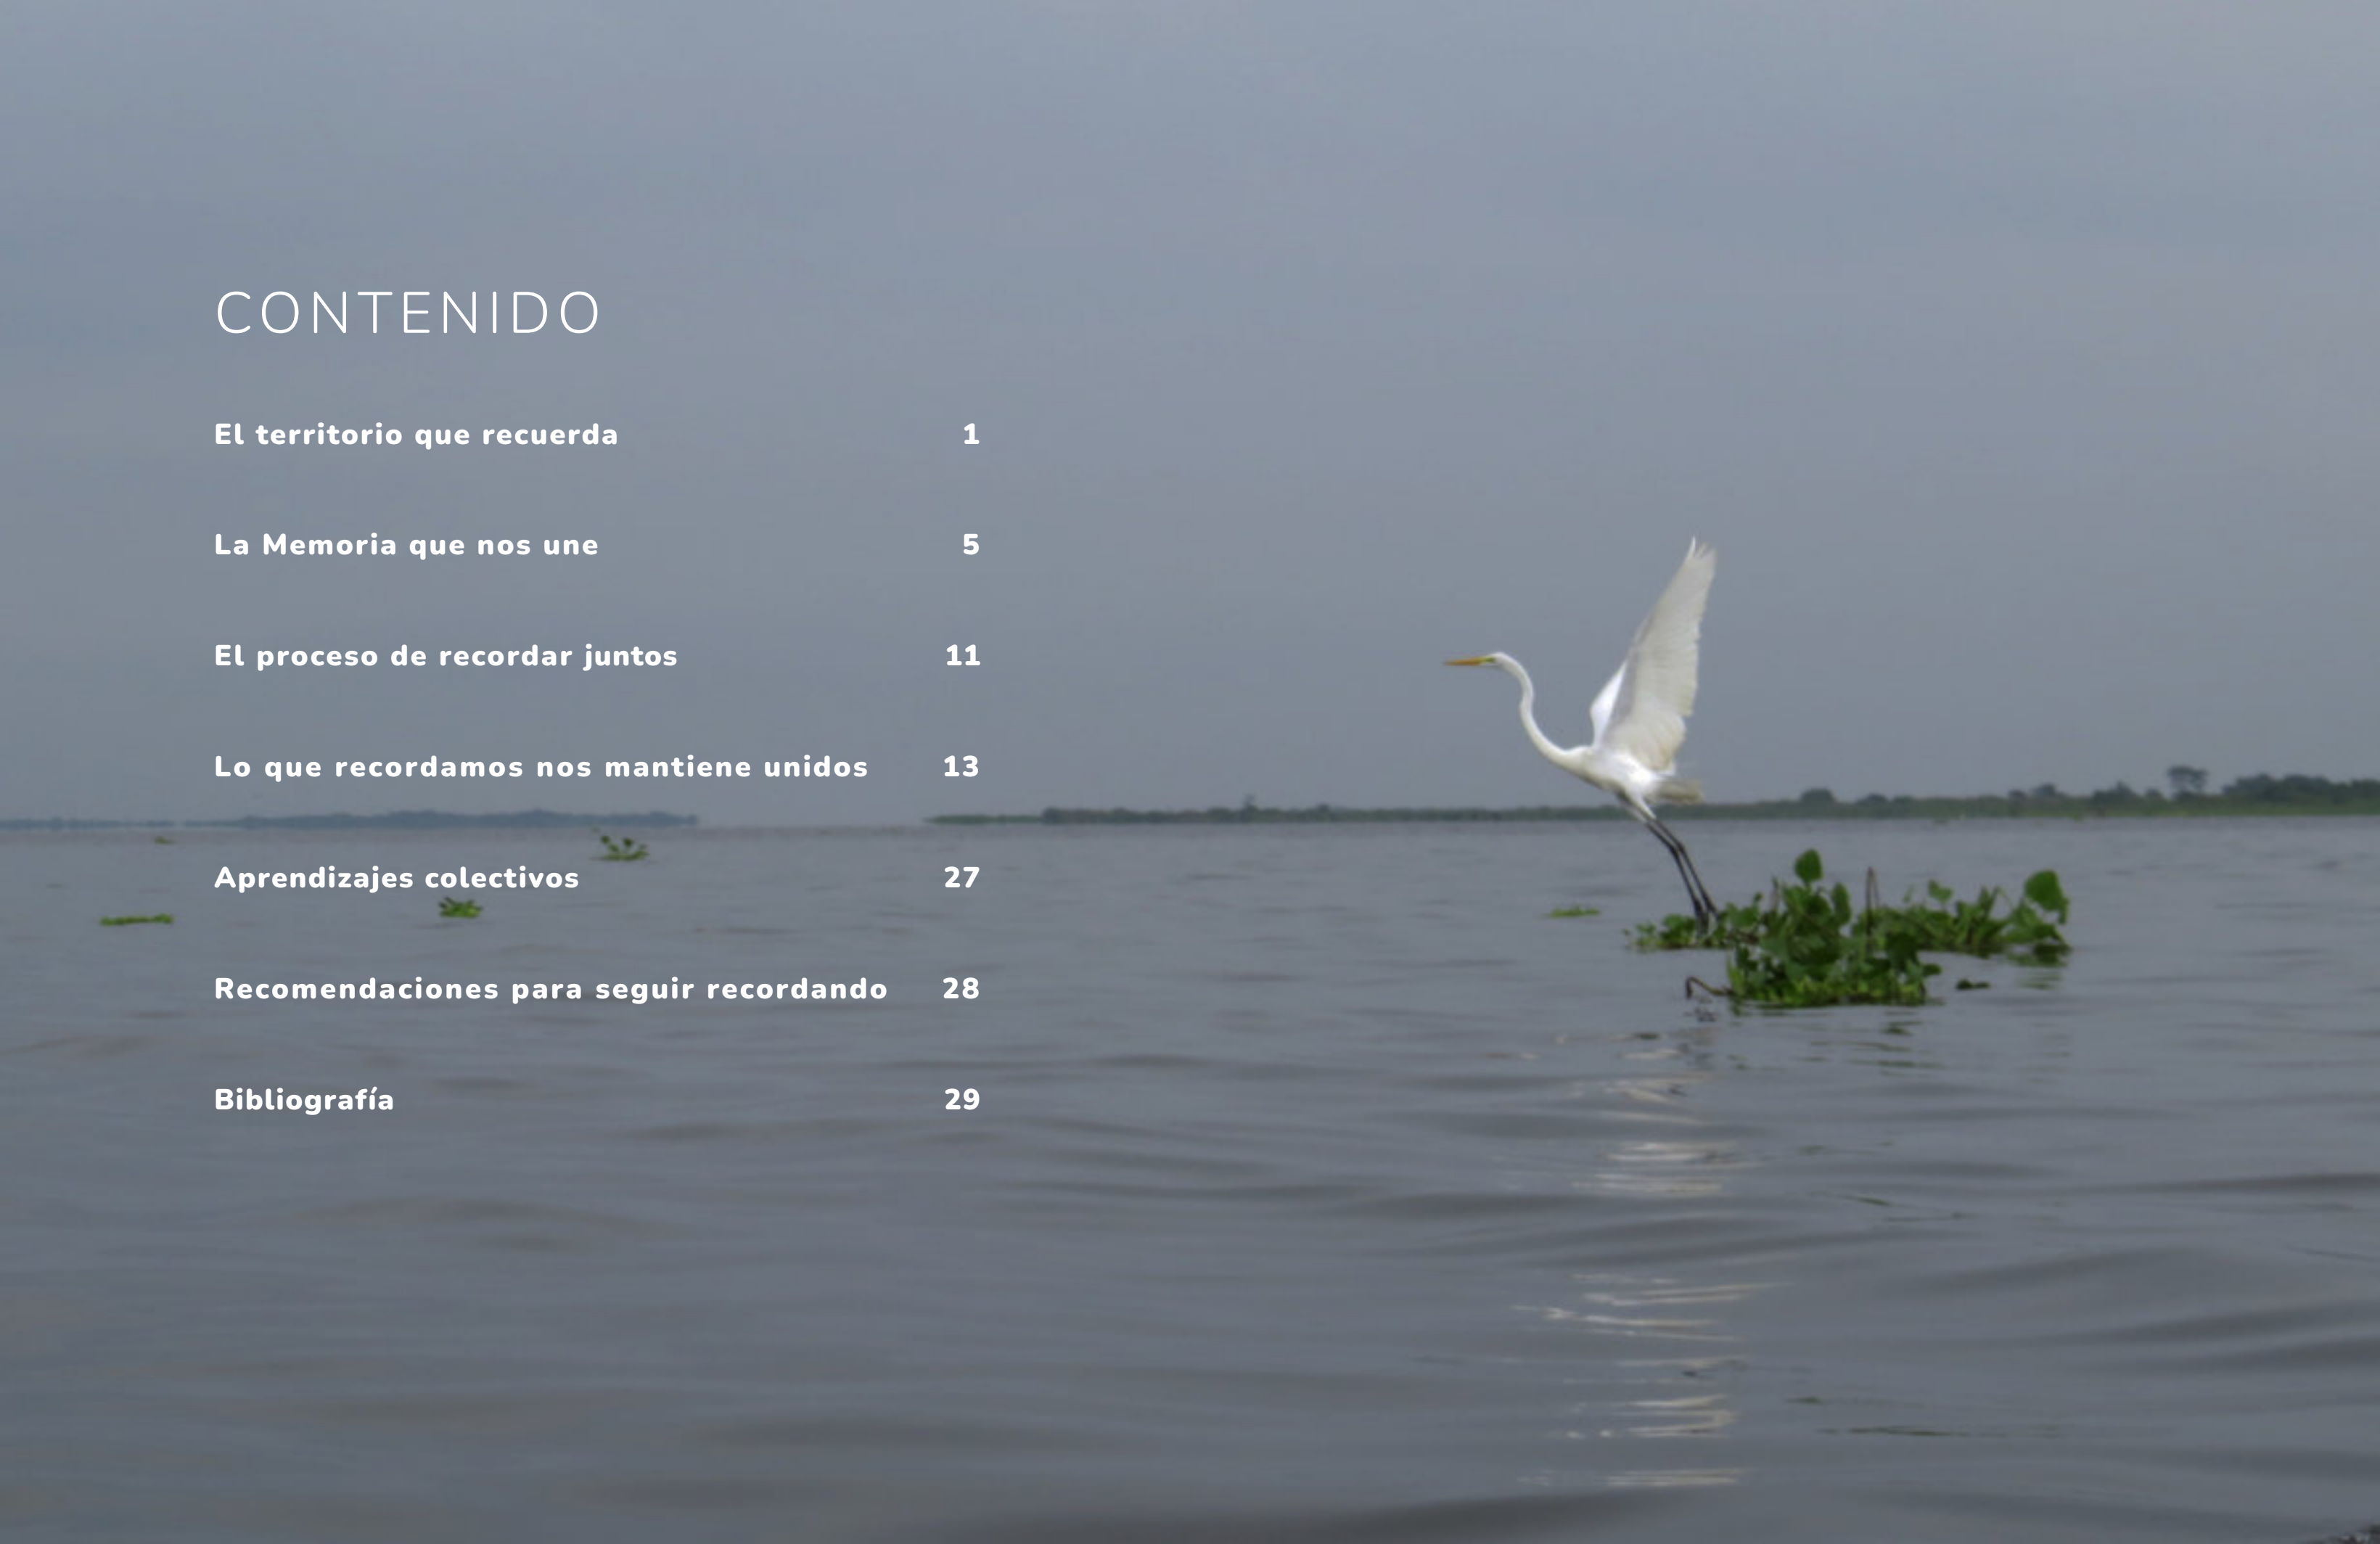 CONTENIDO
El territorio que recuerda 1
La Memoria que nos une 5
El proceso de recordar juntos 11
Lo que recordamos nos mantiene unidos 13
Aprendizajes colectivos 27
Recomendaciones para seguir recordando 28
Bibliografía 29